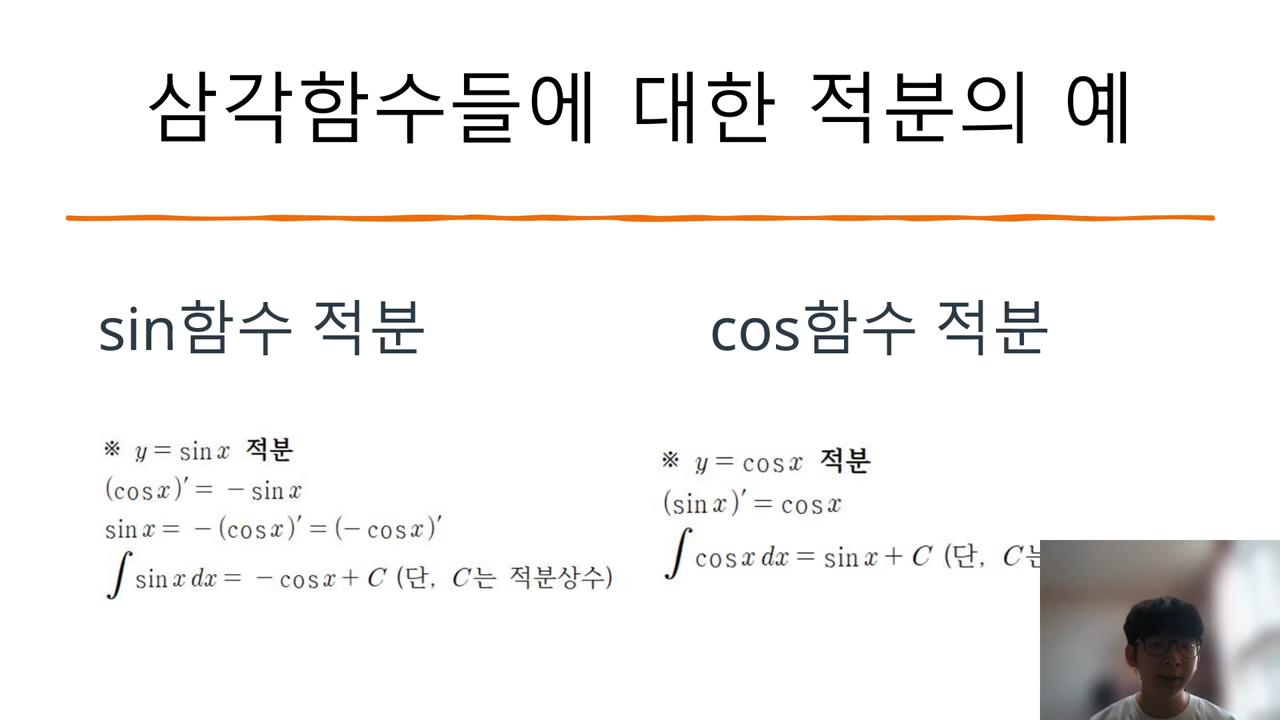 삼각함수들에 대한 적분의 예
sin함수 적분
※ y = sin x 적분
(cos x)′ = − sin x
sin x = − (cos x)′ = (− cos x)′
∫ sin x dx = − cos x + C (단, C는 적분상수)
cos함수 적분
※ y = cos x 적분
(sin x)′ = cos x
∫ cos x dx = sin x + C (단, C는